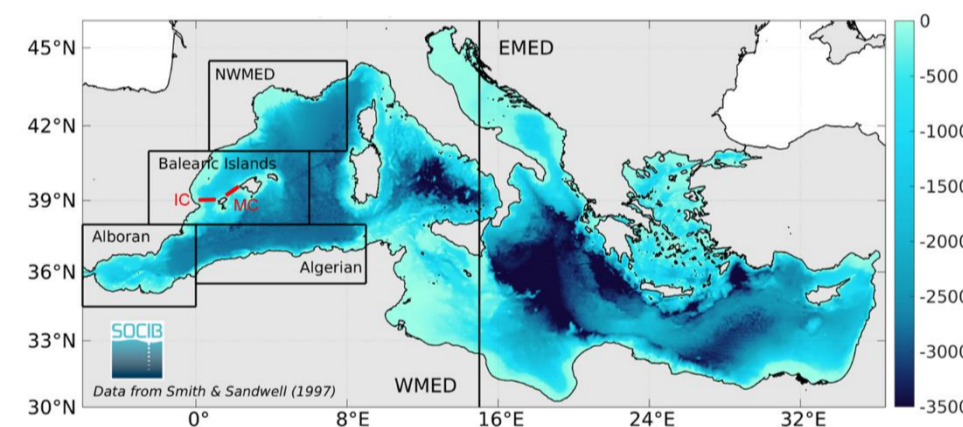 45°N
42°N
39°N
36°N
33°N
30°N
NWMED
EMED
Balearic Islands
IC
MC
Alboran
Algerian
SOCIB
Data from Smith & Sandwell (1997)
WMED
0°
8°E
16°E
24°E
32°E
0
-500
-1000
-1500
-2000
-2500
-3000
-3500